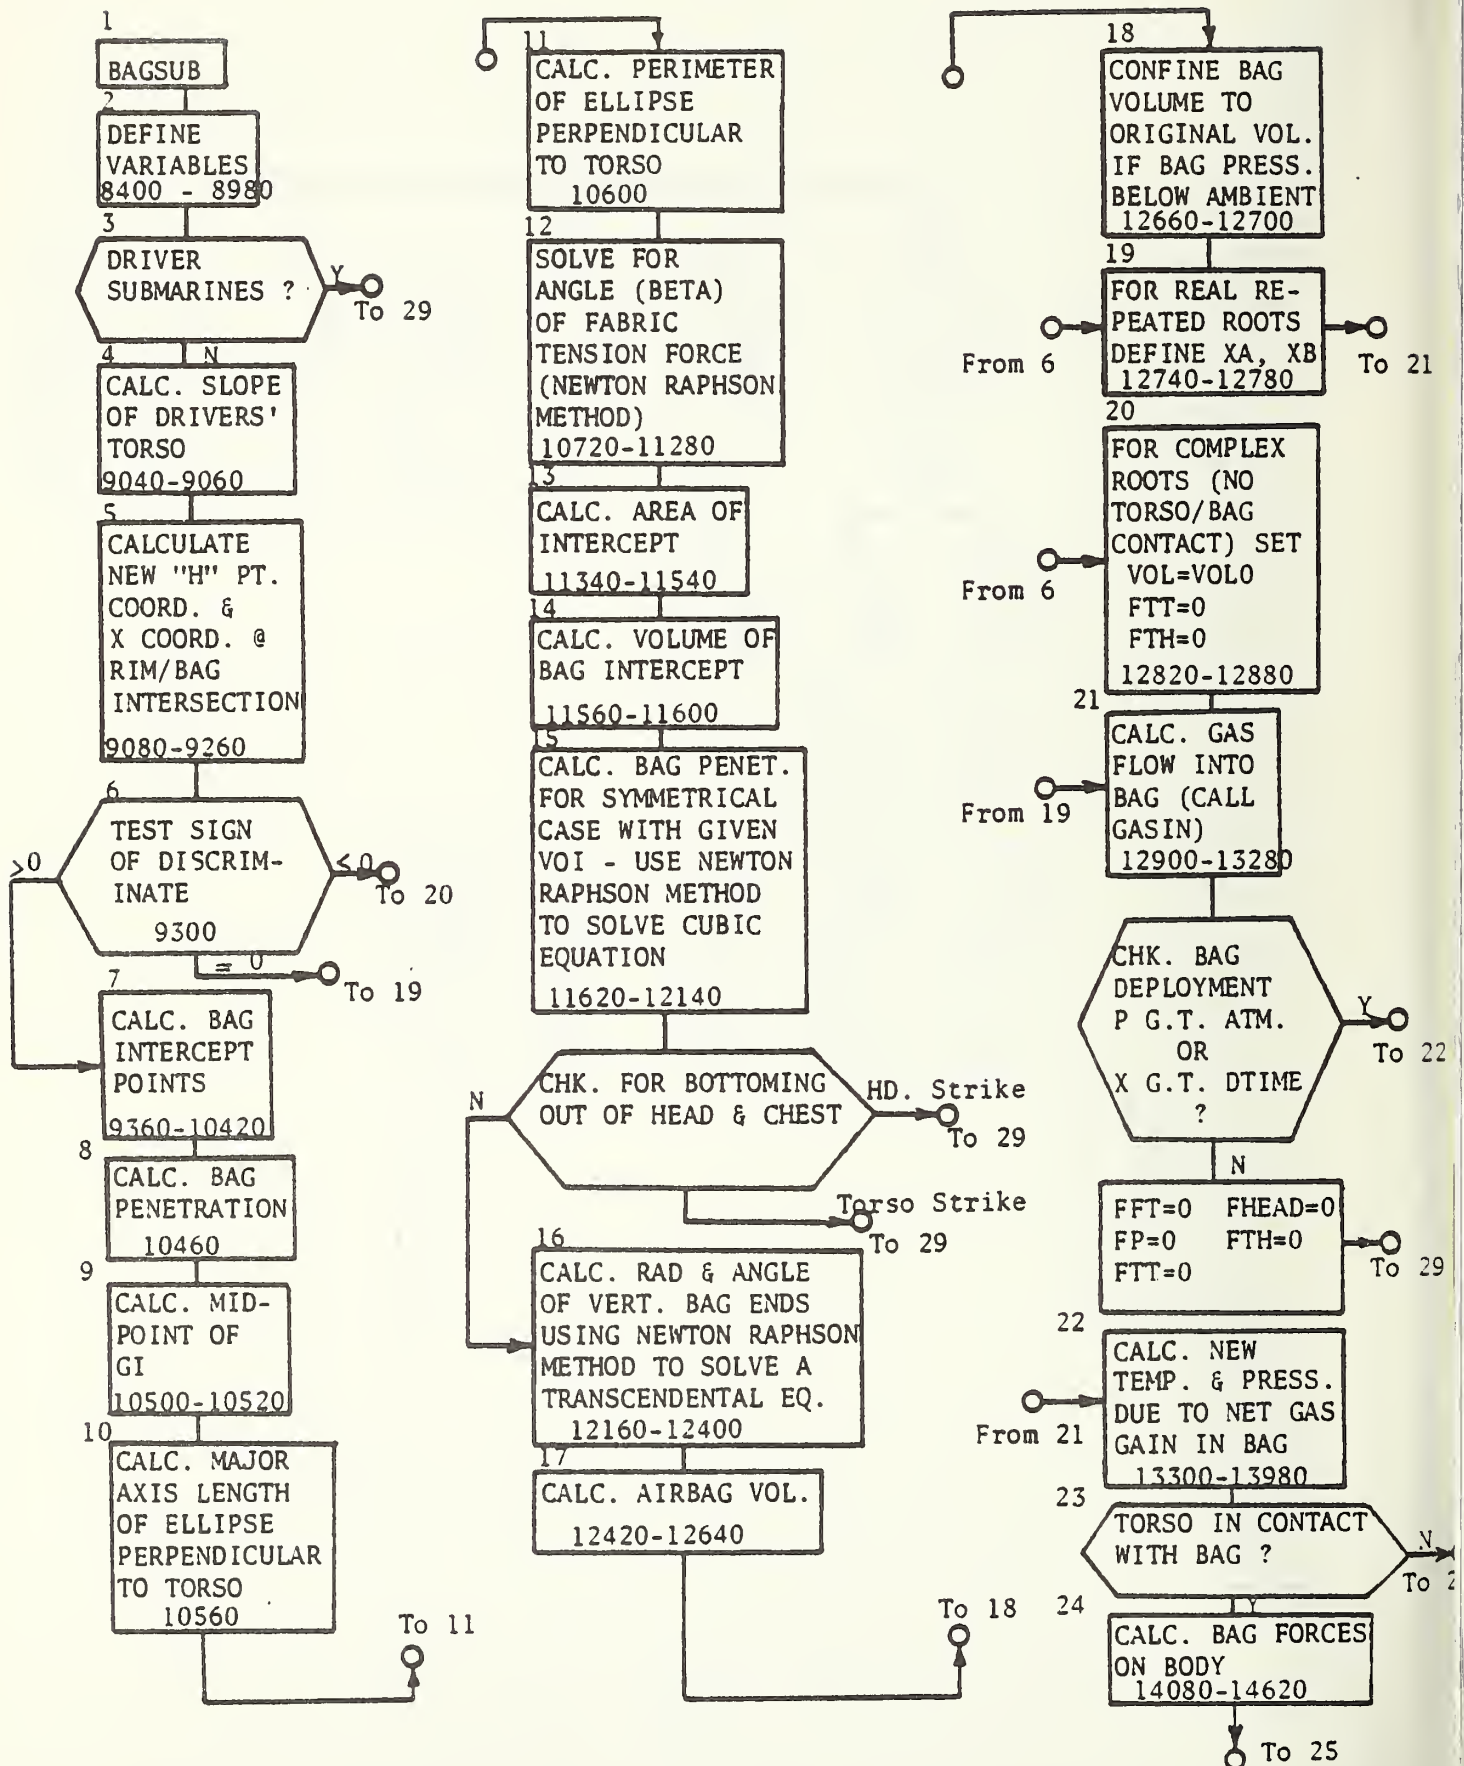 1
BAGSUB
2
DEFINE
VARIABLES
8400 - 8980
3
DRIVER
SUBMARINES ?
Y
To 29
4
N
CALC. SLOPE
OF DRIVERS'
TORSO
9040-9060
5
CALCULATE
NEW "H" PT.
COORD. &
X COORD. @
RIM/BAG
INTERSECTION
9080-9260
6
TEST SIGN
OF DISCRIM-
INATE
9300
>0
≤0
To 20
= 0
To 19
7
CALC. BAG
INTERCEPT
POINTS
9360-10420
8
CALC. BAG
PENETRATION
10460
9
CALC. MID-
POINT OF
GI
10500-10520
10
CALC. MAJOR
AXIS LENGTH
OF ELLIPSE
PERPENDICULAR
TO TORSO
10560
To 11
11
CALC. PERIMETER
OF ELLIPSE
PERPENDICULAR
TO TORSO
10600
12
SOLVE FOR
ANGLE (BETA)
OF FABRIC
TENSION FORCE
(NEWTON RAPHSON
METHOD)
10720-11280
13
CALC. AREA OF
INTERCEPT
11340-11540
14
CALC. VOLUME OF
BAG INTERCEPT
11560-11600
15
CALC. BAG PENET.
FOR SYMMETRICAL
CASE WITH GIVEN
VOI - USE NEWTON
RAPHSON METHOD
TO SOLVE CUBIC
EQUATION
11620-12140
CHK. FOR BOTTOMING
OUT OF HEAD & CHEST
N
HD. Strike
To 29
Torso Strike
To 29
16
CALC. RAD & ANGLE
OF VERT. BAG ENDS
USING NEWTON RAPHSON
METHOD TO SOLVE A
TRANSCENDENTAL EQ.
12160-12400
17
CALC. AIRBAG VOL.
12420-12640
To 18
18
CONFINE BAG
VOLUME TO
ORIGINAL VOL.
IF BAG PRESS.
BELOW AMBIENT
12660-12700
19
FOR REAL RE-
PEATED ROOTS
DEFINE XA, XB
12740-12780
From 6
To 21
20
FOR COMPLEX
ROOTS (NO
TORSO/BAG
CONTACT) SET
VOL=VOLO
FTT=0
FTH=0
12820-12880
From 6
21
CALC. GAS
FLOW INTO
BAG (CALL
GASIN)
12900-13280
From 19
CHK. BAG
DEPLOYMENT
P G.T. ATM.
OR
X G.T. DTIME
?
Y
To 22
N
FFT=0 FHEAD=0
FP=0 FTH=0
FTT=0
To 29
22
CALC. NEW
TEMP. & PRESS.
DUE TO NET GAS
GAIN IN BAG
13300-13980
From 21
23
TORSO IN CONTACT
WITH BAG ?
N
To
24
Y
CALC. BAG FORCES
ON BODY
14080-14620
To 25